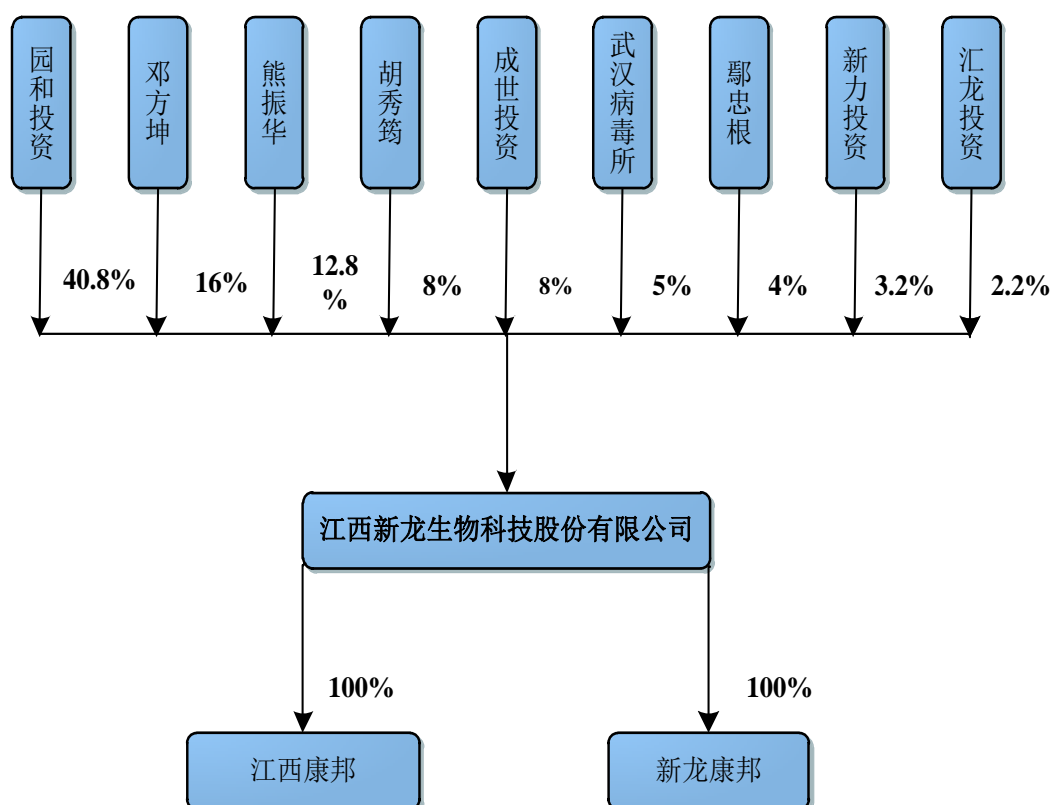 园和投资
邓方坤
熊振华
胡秀筠
成世投资
武汉病毒所
鄢忠根
新力投资
汇龙投资
40.8%
16%
12.8
%
8%
8%
5%
4%
3.2%
2.2%
江西新龙生物科技股份有限公司
100%
100%
江西康邦
新龙康邦